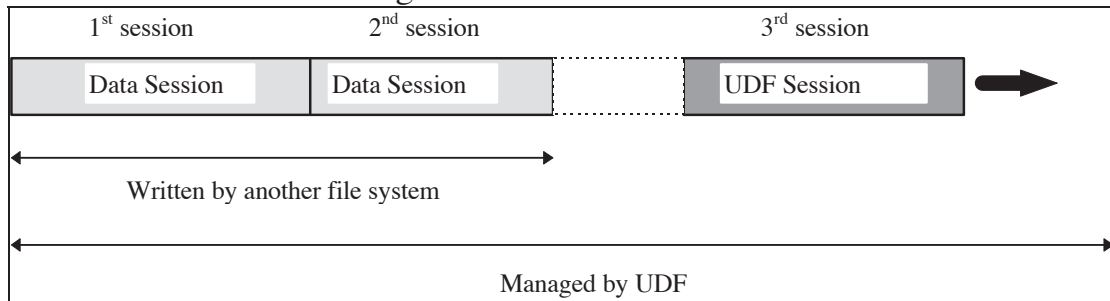 1st session 2nd session 3rd session
Data Session Data Session UDF Session
Written by another file system
Managed by UDF